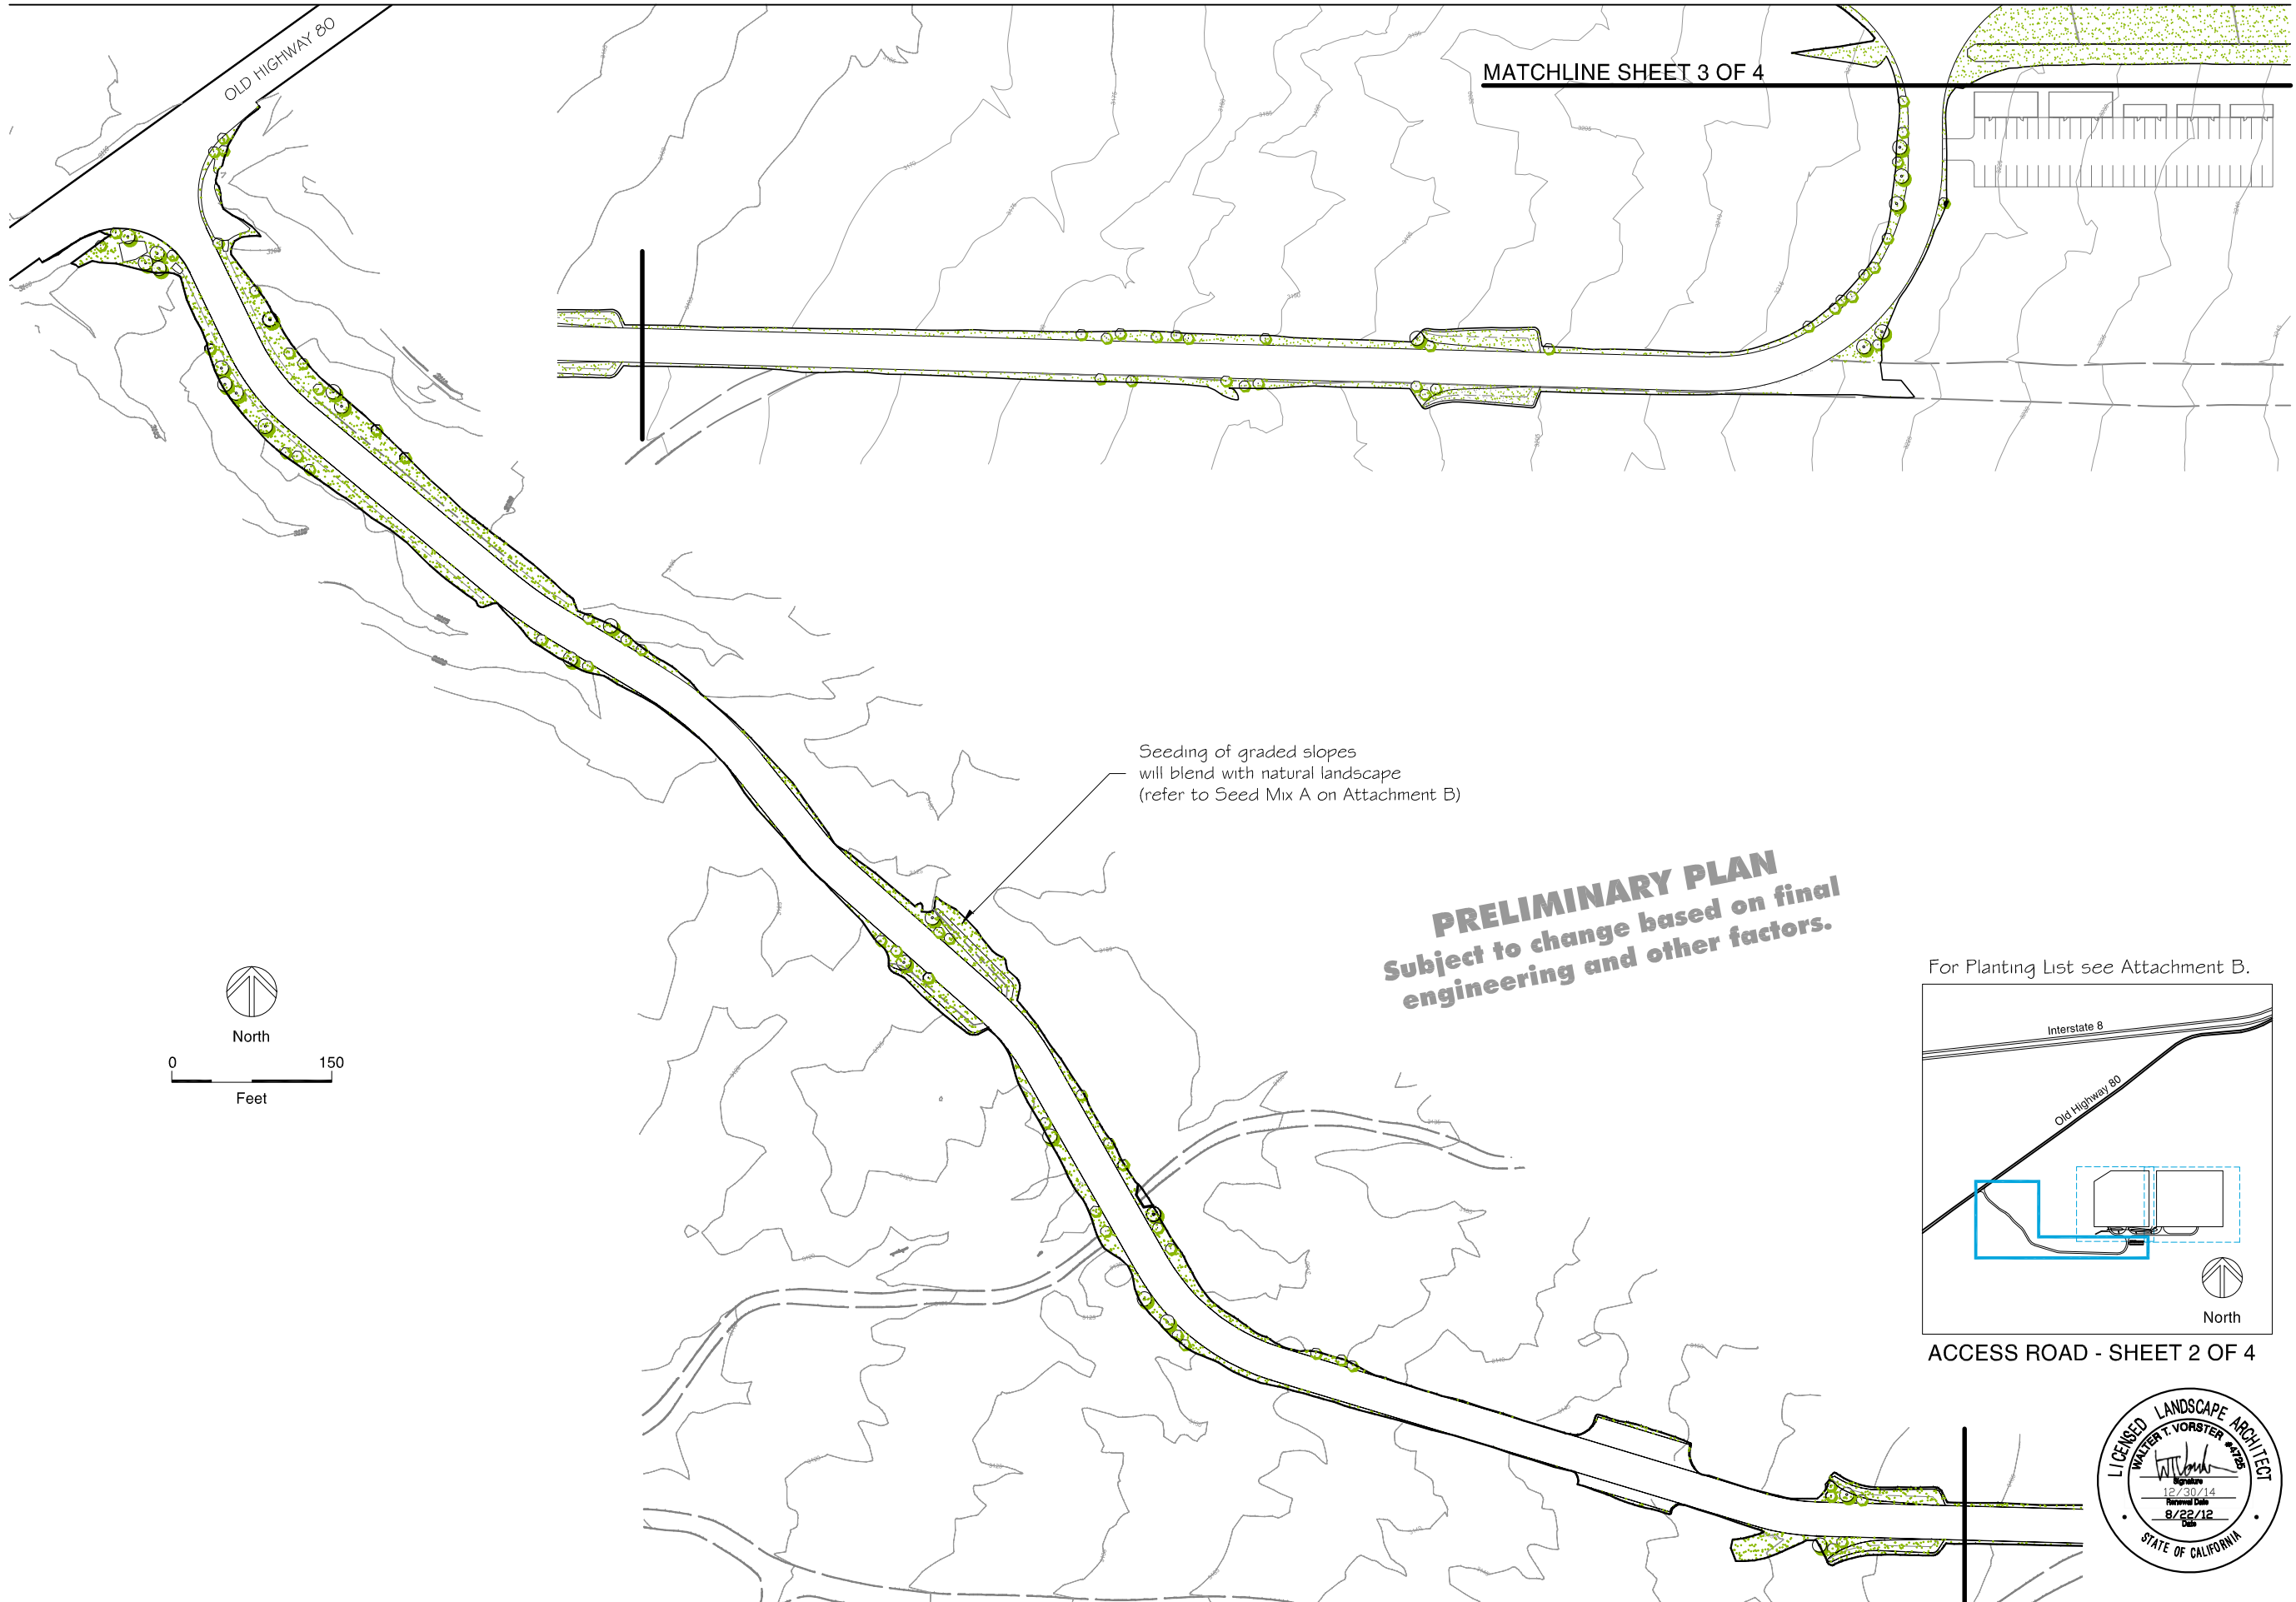 OLD HIGHWAY 80
MATCHLINE SHEET 3 OF 4
Seeding of graded slopes
will blend with natural landscape
(refer to Seed Mix A on Attachment B)
PRELIMINARY PLAN
Subject to change based on final
engineering and other factors.
North
0 150
Feet
For Planting List see Attachment B.
Interstate 8
Old Highway 80
North
ACCESS ROAD - SHEET 2 OF 4
LICENSED LANDSCAPE ARCHITECT
WALTER T. VORSTER #4725
Signature
12/30/14
Renewal Date
8/22/12
Date
STATE OF CALIFORNIA